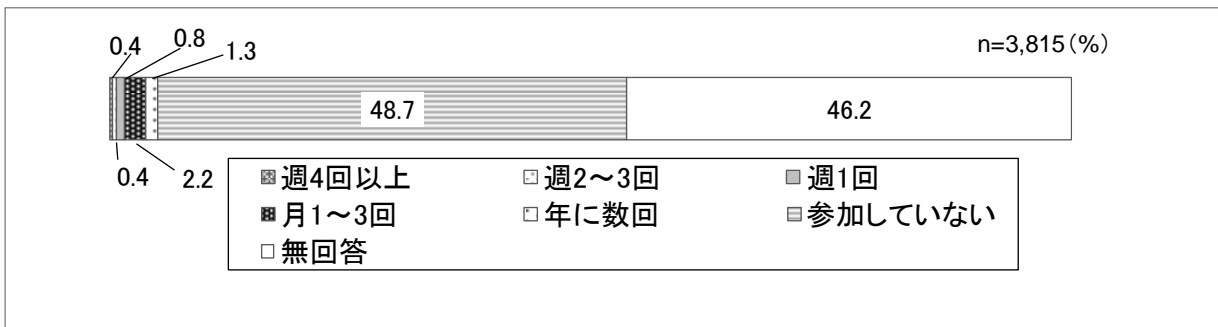 0.4 0.8 1.3 n=3,815(%)
48.7 46.2
0.4 2.2
週4回以上 週2～3回 週1回
月1～3回 年に数回 参加していない
無回答